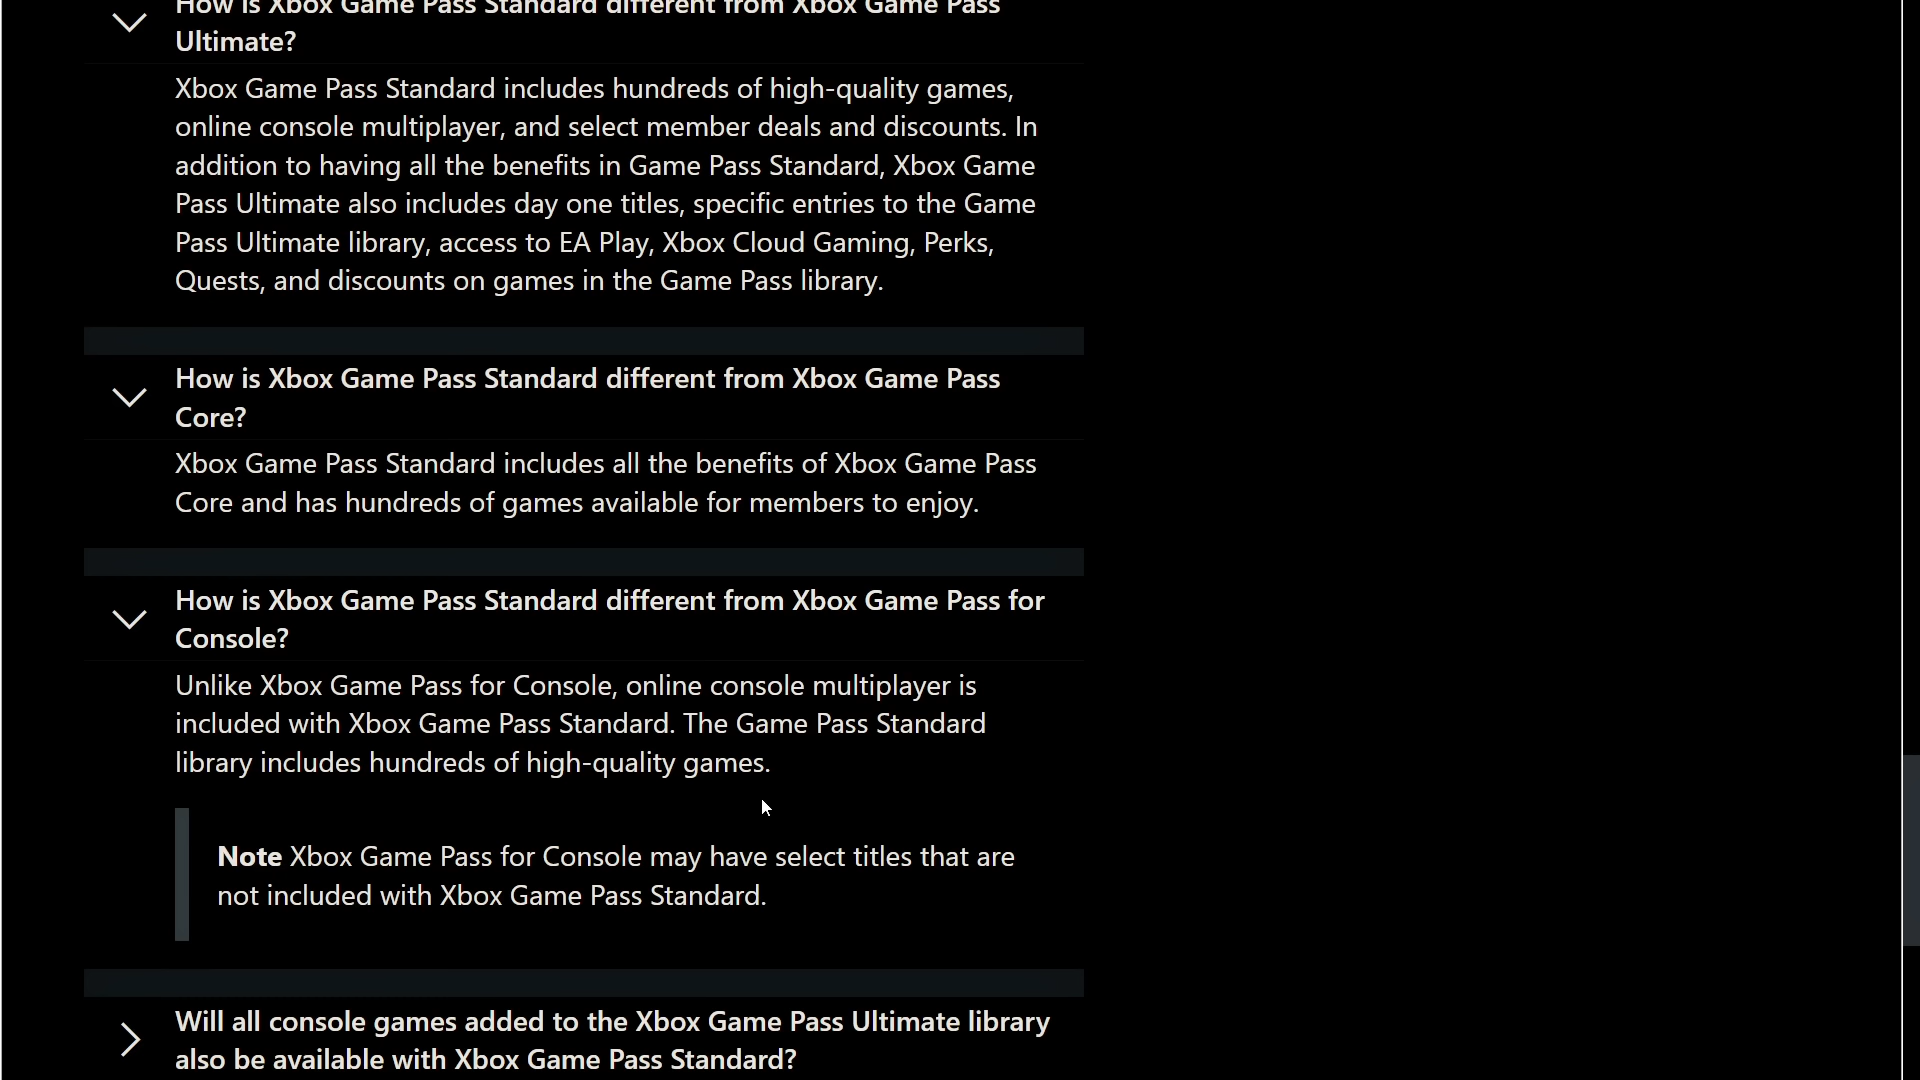 How is Xbox Game Pass Standard different from Xbox Game Pass
Ultimate?
Xbox Game Pass Standard includes hundreds of high-quality games,
online console multiplayer, and select member deals and discounts. In
addition to having all the benefits in Game Pass Standard, Xbox Game
Pass Ultimate also includes day one titles, specific entries to the Game
Pass Ultimate library, access to EA Play, Xbox Cloud Gaming, Perks,
Quests, and discounts on games in the Game Pass library.
How is Xbox Game Pass Standard different from Xbox Game Pass
Core?
Xbox Game Pass Standard includes all the benefits of Xbox Game Pass
Core and has hundreds of games available for members to enjoy.
How is Xbox Game Pass Standard different from Xbox Game Pass for
Console?
Unlike Xbox Game Pass for Console, online console multiplayer is
included with Xbox Game Pass Standard. The Game Pass Standard
library includes hundreds of high-quality games.
Note Xbox Game Pass for Console may have select titles that are
not included with Xbox Game Pass Standard.
Will all console games added to the Xbox Game Pass Ultimate library
also be available with Xbox Game Pass Standard?